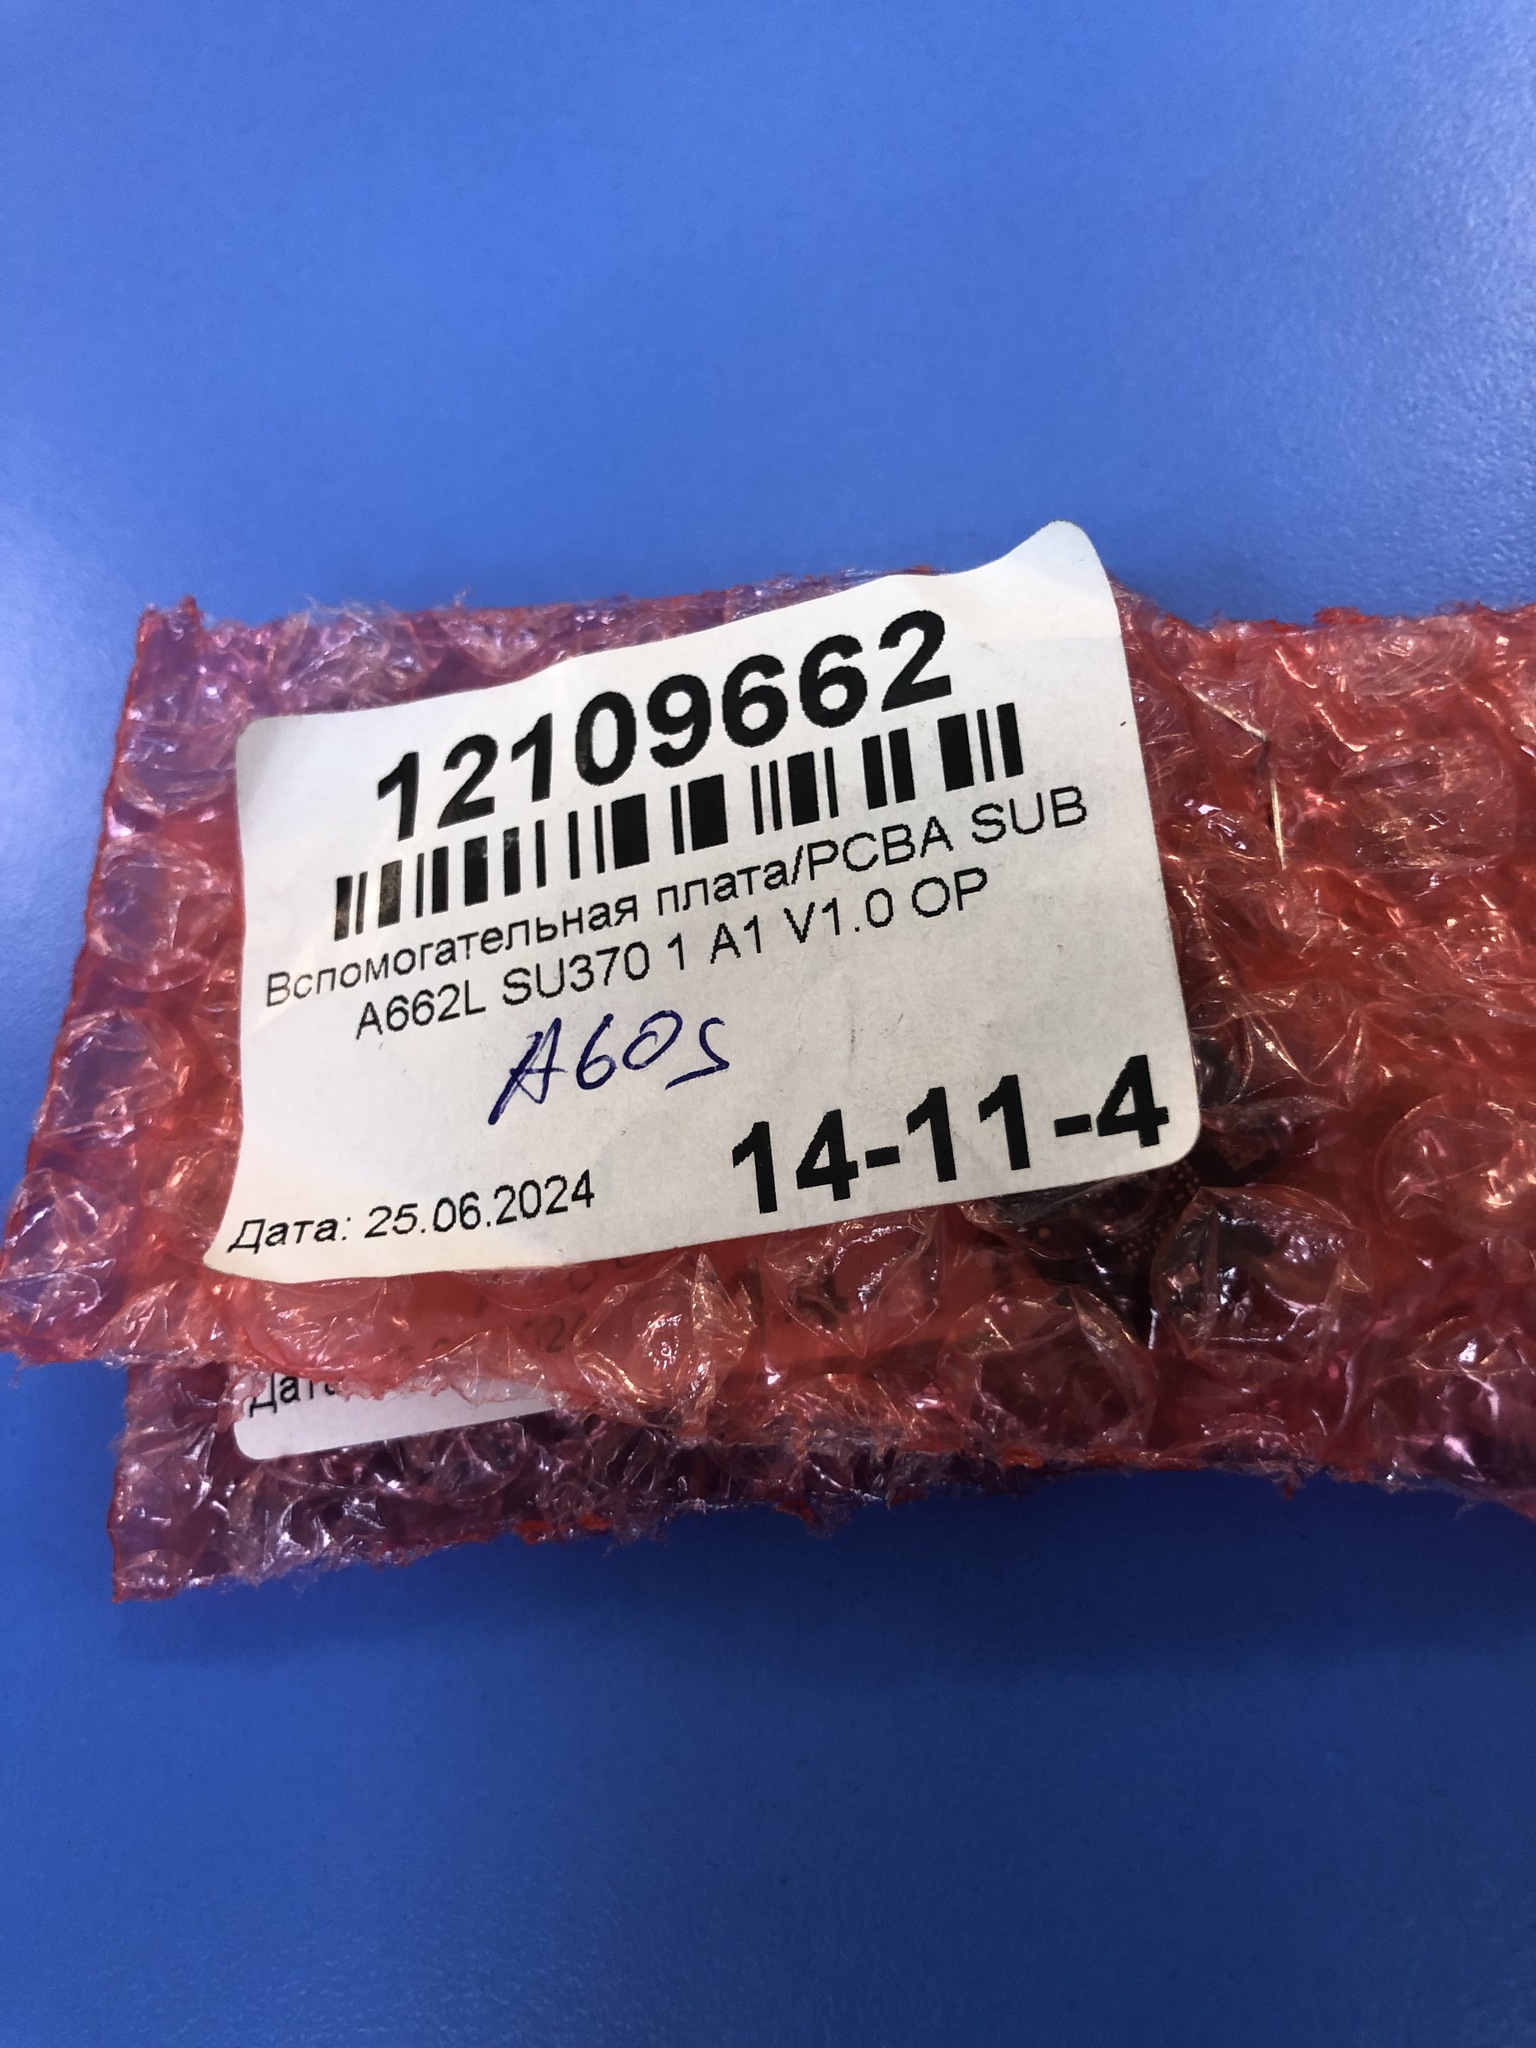 12109662
Вспомогательная плата/PCBA SUB
A662L SU370 1 A1 V1.0 OP
A60s
14-11-4
Дата: 25.06.2024